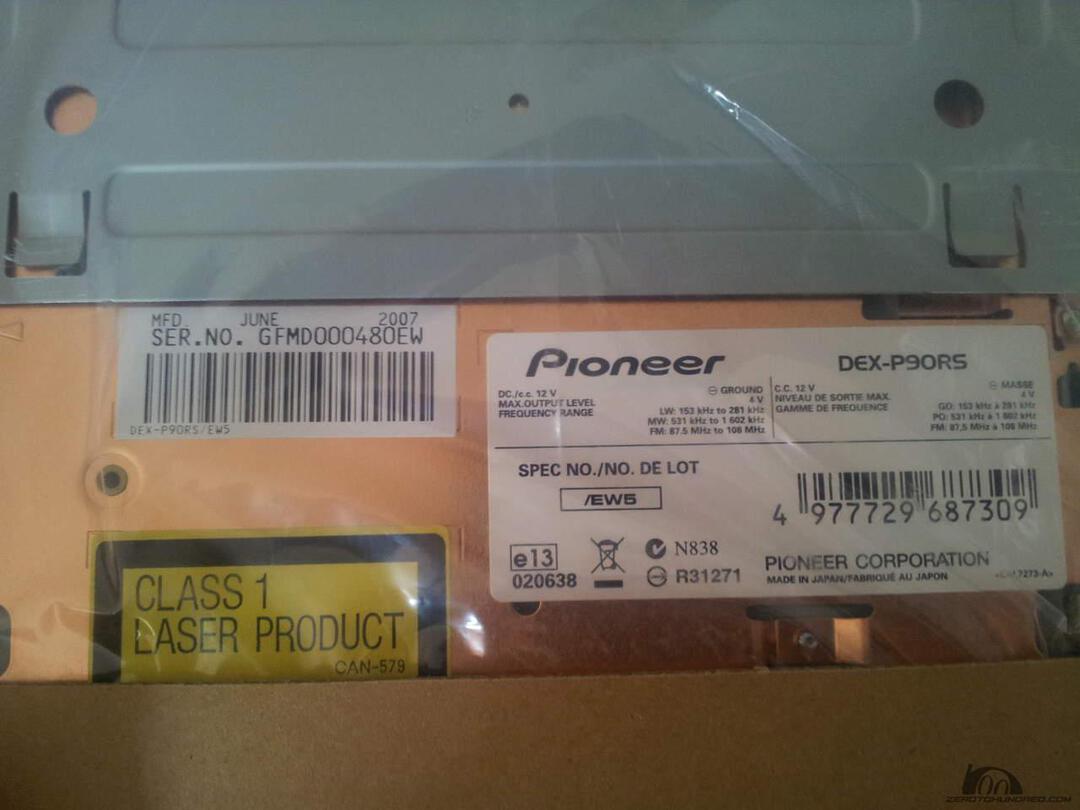 MFD. JUNE 2007
SER.NO. GFMD000480EW
DEX-P90RS/EW5
Pioneer DEX-P90RS
DC./c.c. 12 V ⊖ GROUND
MAX.OUTPUT LEVEL 4 V
FREQUENCY RANGE LW: 153 kHz to 281 kHz
MW: 531 kHz to 1 602 kHz
FM: 87.5 MHz to 108 MHz
C.C. 12 V ⊖ MASSE
NIVEAU DE SORTIE MAX. 4 V
GAMME DE FREQUENCE GO: 153 kHz à 281 kHz
PO: 531 kHz à 1 602 kHz
FM: 87,5 MHz à 108 MHz
SPEC NO./NO. DE LOT
/EW5
4 977729 687309
e13
020638
N838
R31271
PIONEER CORPORATION
MADE IN JAPAN/FABRIQUÉ AU JAPON
CLASS 1
LASER PRODUCT
CAN-579
ZEROTOHUNDRED.COM